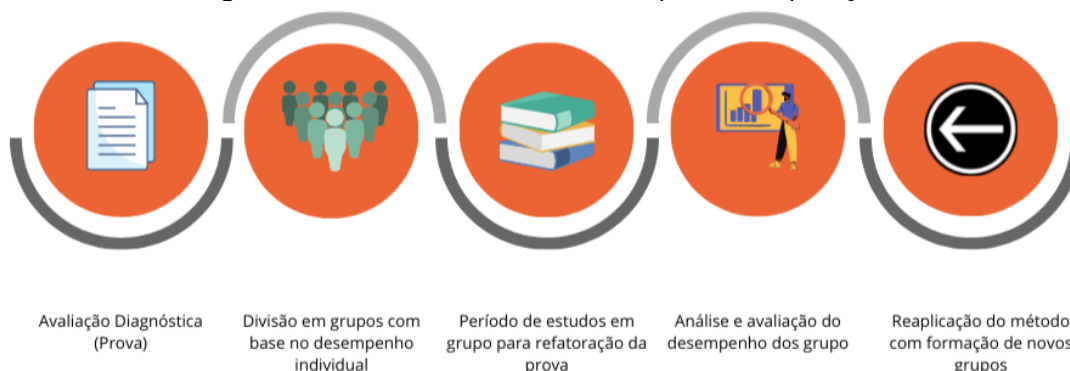 Avaliação Diagnóstica
(Prova)
Divisão em grupos com
base no desempenho
individual
Período de estudos em
grupo para refatoração da
prova
Análise e avaliação do
desempenho dos grupo
Reaplicação do método
com formação de novos
grupos